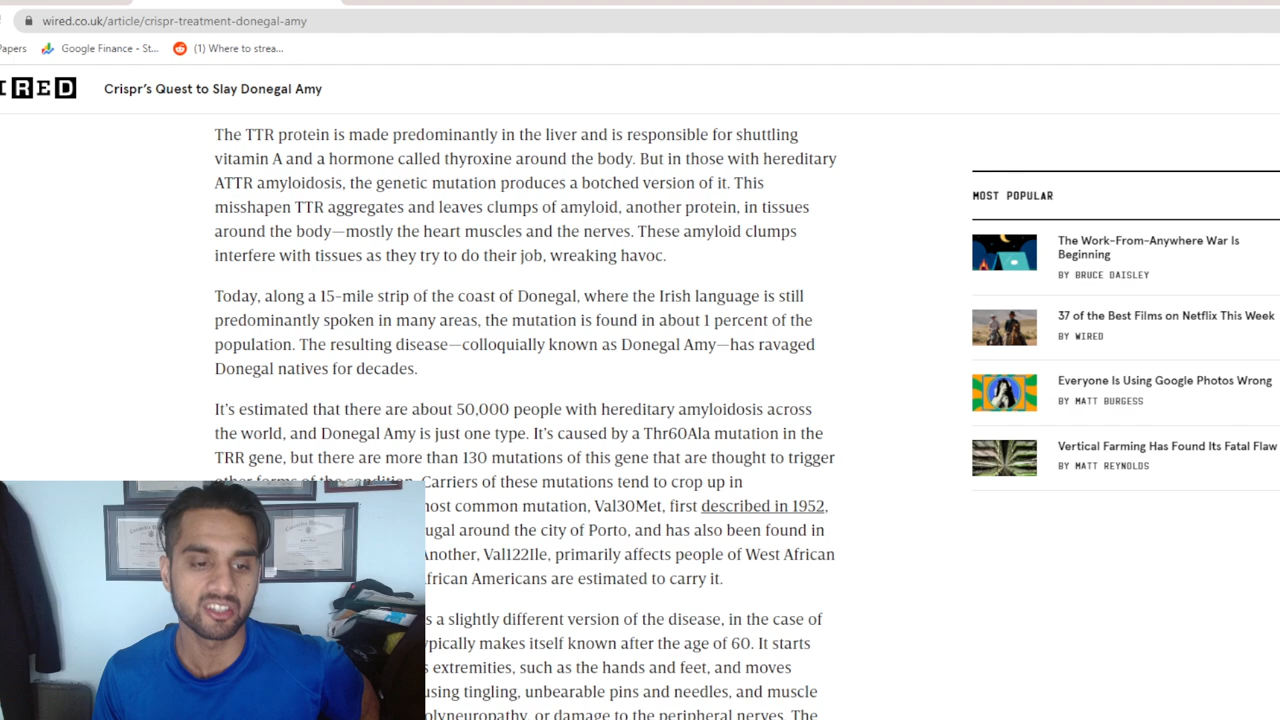 wired.co.uk/article/crispr-treatment-donegal-amy
Papers
Google Finance - St...
(1) Where to strea...
IRED
Crispr's Quest to Slay Donegal Amy
The TTR protein is made predominantly in the liver and is responsible for shuttling
vitamin A and a hormone called thyroxine around the body. But in those with hereditary
ATTR amyloidosis, the genetic mutation produces a botched version of it. This
misshapen TTR aggregates and leaves clumps of amyloid, another protein, in tissues
around the body—mostly the heart muscles and the nerves. These amyloid clumps
interfere with tissues as they try to do their job, wreaking havoc.
Today, along a 15-mile strip of the coast of Donegal, where the Irish language is still
predominantly spoken in many areas, the mutation is found in about 1 percent of the
population. The resulting disease—colloquially known as Donegal Amy—has ravaged
Donegal natives for decades.
It's estimated that there are about 50,000 people with hereditary amyloidosis across
the world, and Donegal Amy is just one type. It's caused by a Thr60Ala mutation in the
TRR gene, but there are more than 130 mutations of this gene that are thought to trigger
other forms of the condition. Carriers of these mutations tend to crop up in
most common mutation, Val30Met, first described in 1952,
ugal around the city of Porto, and has also been found in
Another, Val122Ile, primarily affects people of West African
African Americans are estimated to carry it.
s a slightly different version of the disease, in the case of
ypically makes itself known after the age of 60. It starts
s extremities, such as the hands and feet, and moves
using tingling, unbearable pins and needles, and muscle
olyneuropathy, or damage to the peripheral nerves. The
MOST POPULAR
The Work-From-Anywhere War Is
Beginning
BY BRUCE DAISLEY
37 of the Best Films on Netflix This Week
BY WIRED
Everyone Is Using Google Photos Wrong
BY MATT BURGESS
Vertical Farming Has Found Its Fatal Flaw
BY MATT REYNOLDS